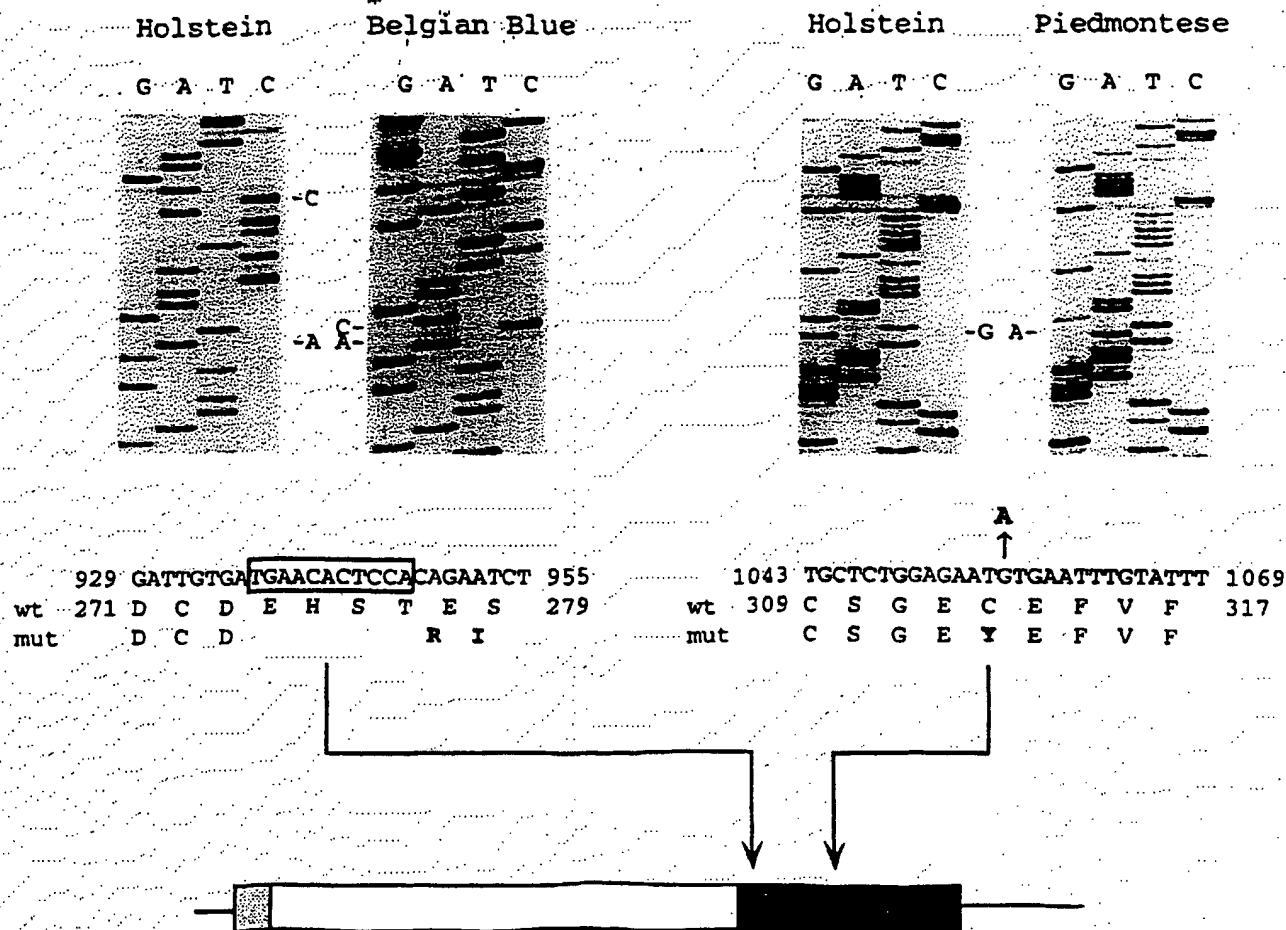 Holstein Belgian Blue Holstein Piedmontese
G A T C G A T C G A T C G A T C
-C
C-
-A A-
-G A-
A
929 GATTGTGATGAACACTCCACAGAATCT 955 1043 TGCTCTGGAGAATGTGAATTTGTATTT 1069
wt 271 D C D E H S T E S 279 wt 309 C S G E C E F V F 317
mut D C D R I mut C S G E Y E F V F